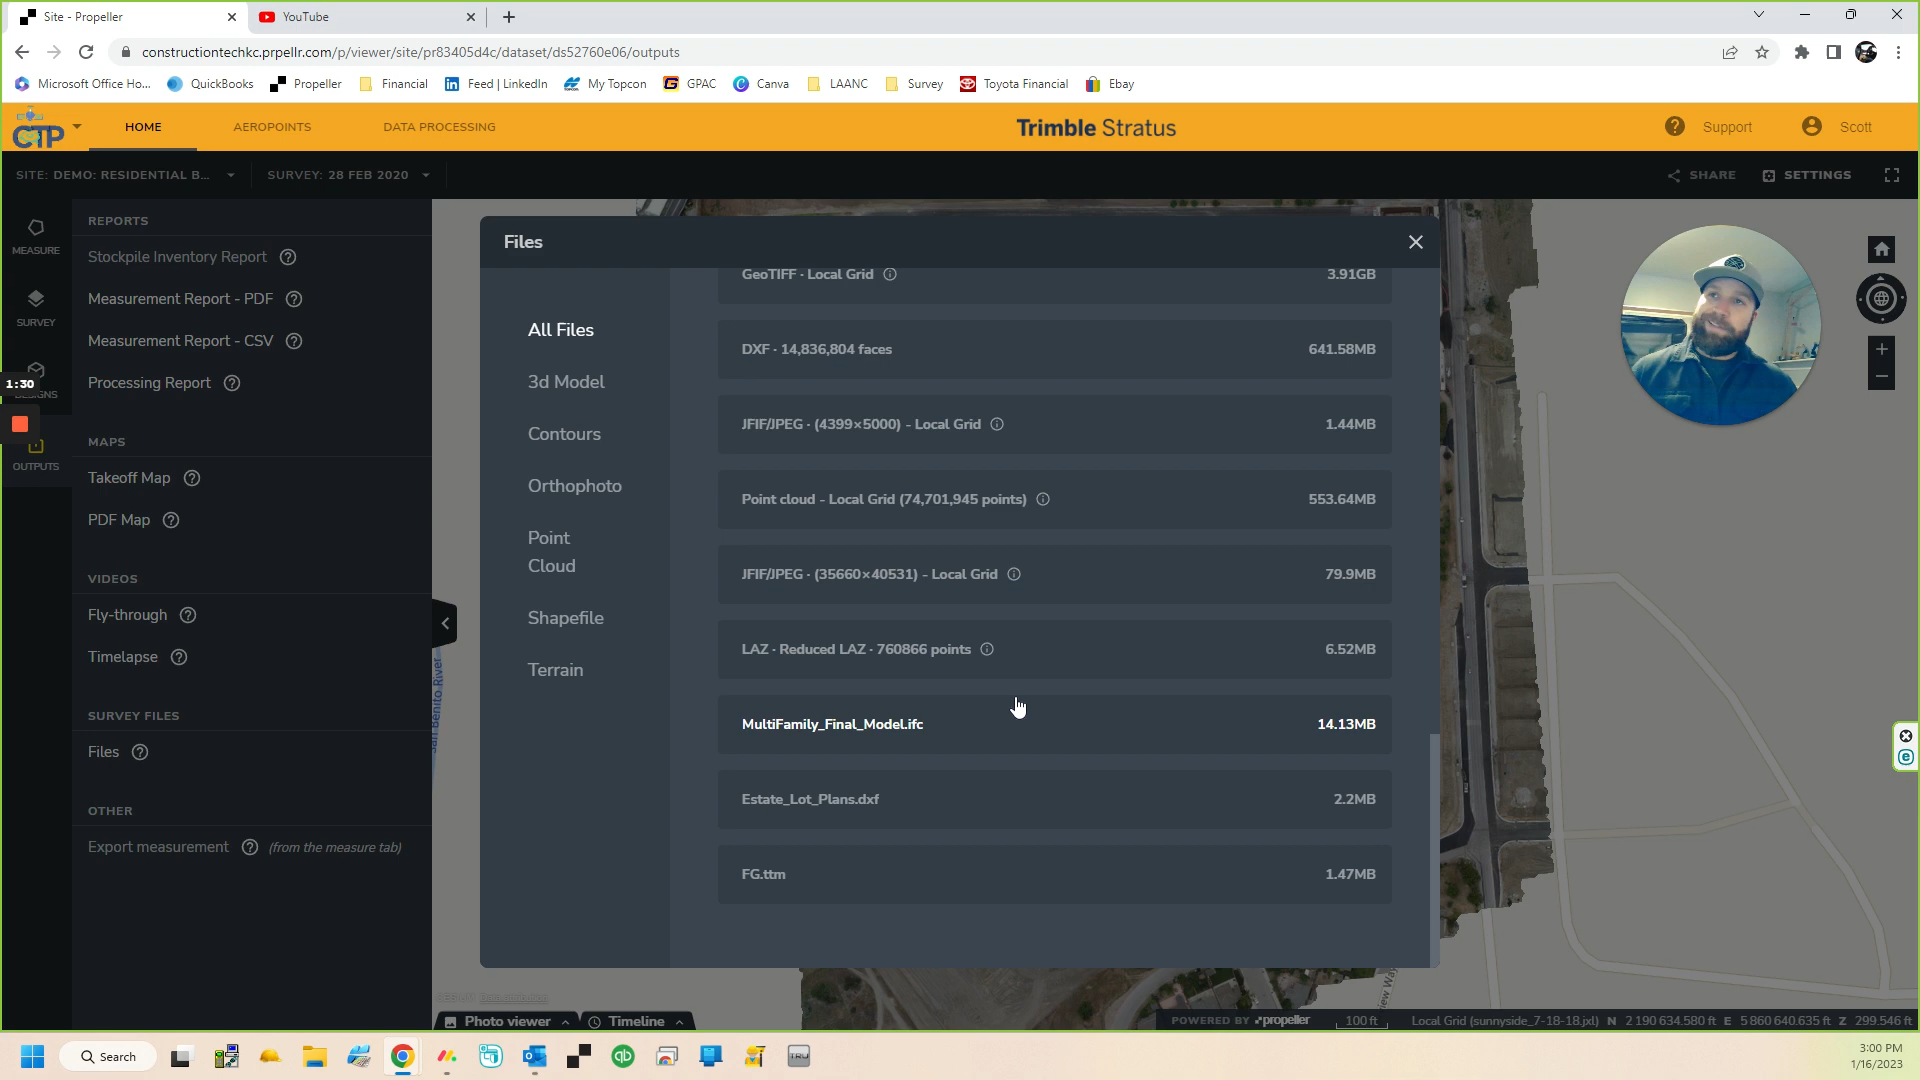 Site - Propeller
YouTube
constructiontechkc.prpellr.com/p/viewer/site/pr83405d4c/dataset/ds52760e06/outputs
Microsoft Office Ho... QuickBooks Propeller Financial Feed | LinkedIn My Topcon GPAC Canva LAANC Survey Toyota Financial Ebay
CTP HOME AEROPOINTS DATA PROCESSING Trimble Stratus Support Scott
SITE: DEMO: RESIDENTIAL B... SURVEY: 28 FEB 2020 SHARE SETTINGS
MEASURE
SURVEY
1:30
OUTPUTS
REPORTS
Stockpile Inventory Report
Measurement Report - PDF
Measurement Report - CSV
Processing Report
MAPS
Takeoff Map
PDF Map
VIDEOS
Fly-through
Timelapse
SURVEY FILES
Files
OTHER
Export measurement (from the measure tab)
San Benito River
Files
All Files
3d Model
Contours
Orthophoto
Point
Cloud
Shapefile
Terrain
GeoTIFF - Local Grid 3.91GB
DXF - 14,836,804 faces 641.58MB
JFIF/JPEG - (4399×5000) - Local Grid 1.44MB
Point cloud - Local Grid (74,701,945 points) 553.64MB
JFIF/JPEG - (35660×40531) - Local Grid 79.9MB
LAZ - Reduced LAZ - 760866 points 6.52MB
MultiFamily_Final_Model.ifc 14.13MB
Estate_Lot_Plans.dxf 2.2MB
FG.ttm 1.47MB
Photo viewer Timeline
POWERED BY propeller 100 ft Local Grid (sunnyside_7-18-18.jxl) N 2 190 634.580 ft E 5 860 640.635 ft Z 299.546 ft
Search
3:00 PM
1/16/2023